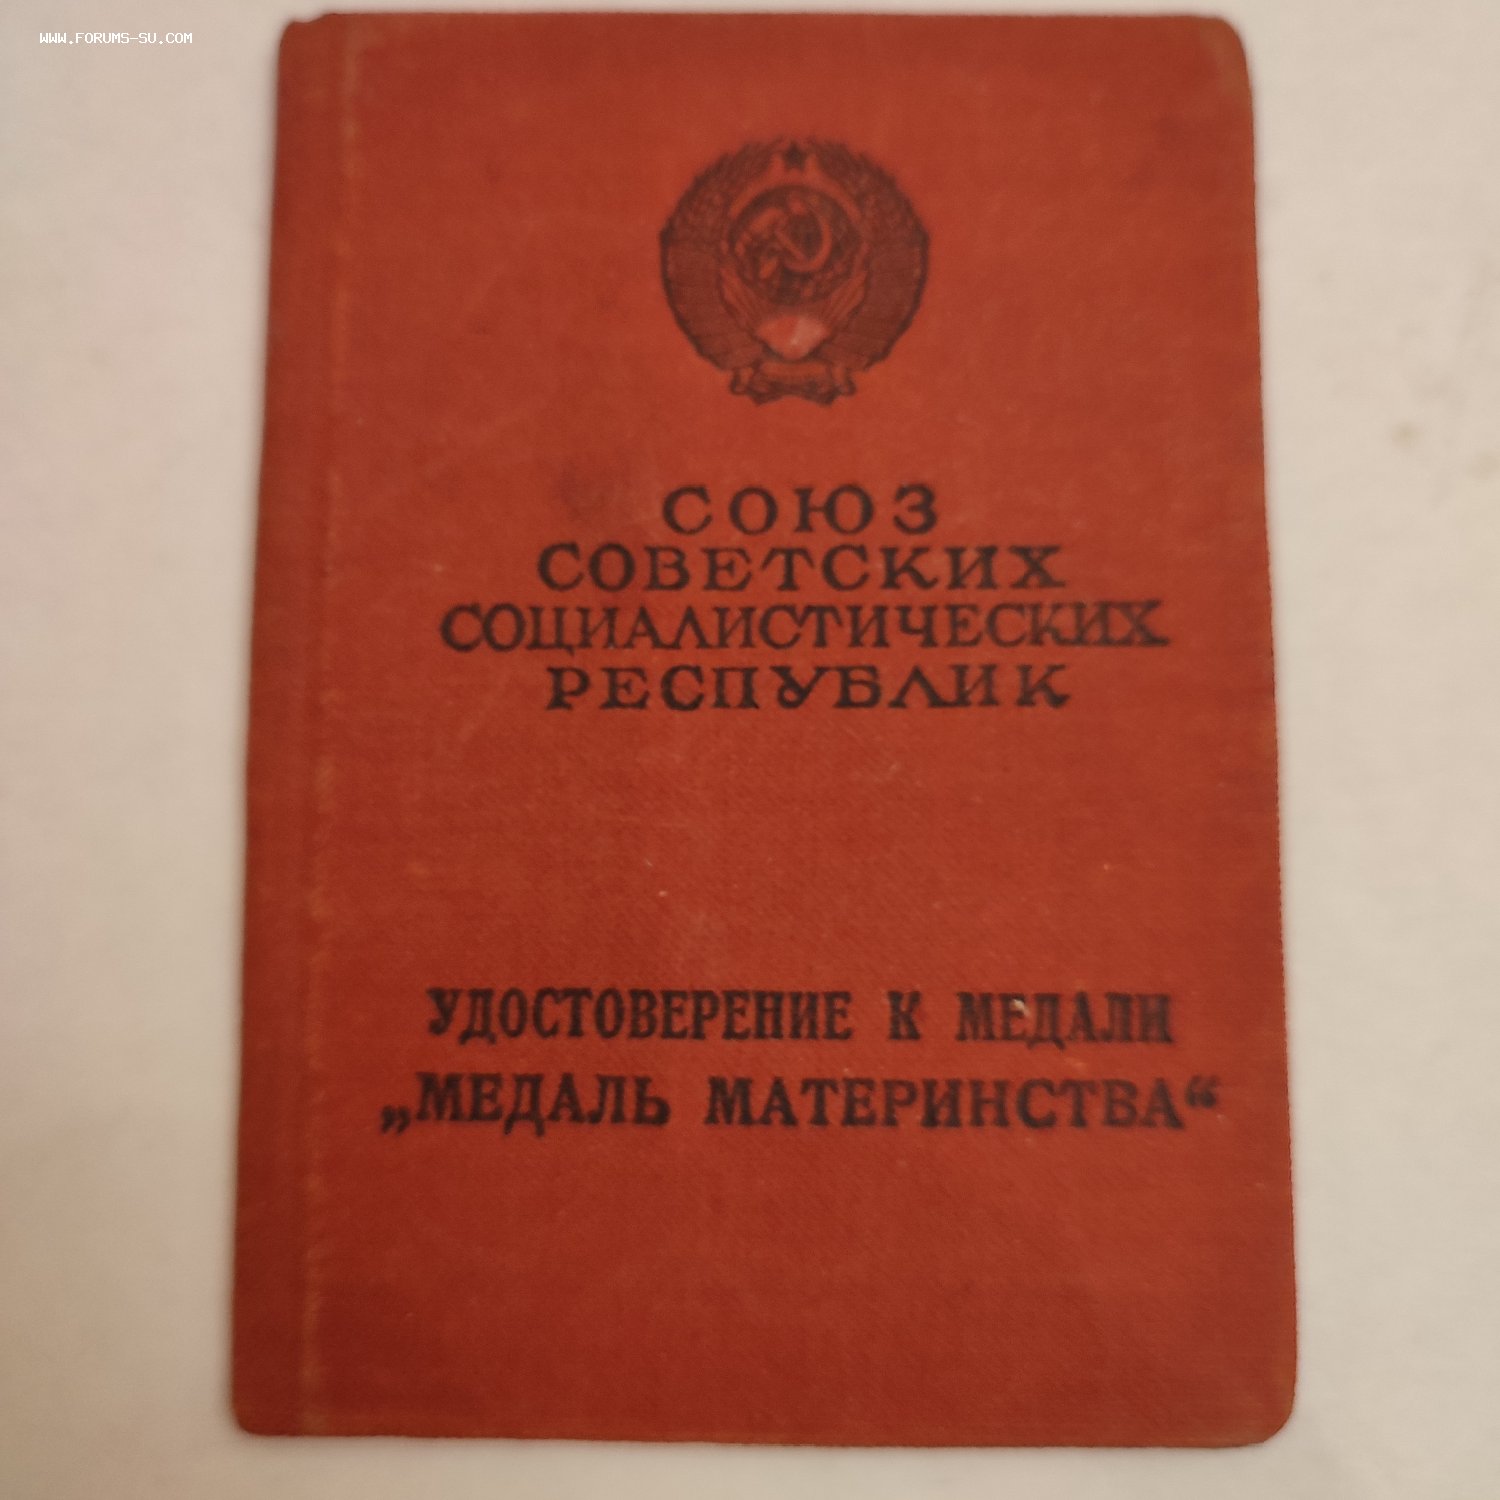 WWW.FORUMS-SU.COM
СОЮЗ
СОВЕТСКИХ
СОЦИАЛИСТИЧЕСКИХ
РЕСПУБЛИК
УДОСТОВЕРЕНИЕ К МЕДАЛИ
„МЕДАЛЬ МАТЕРИНСТВА“